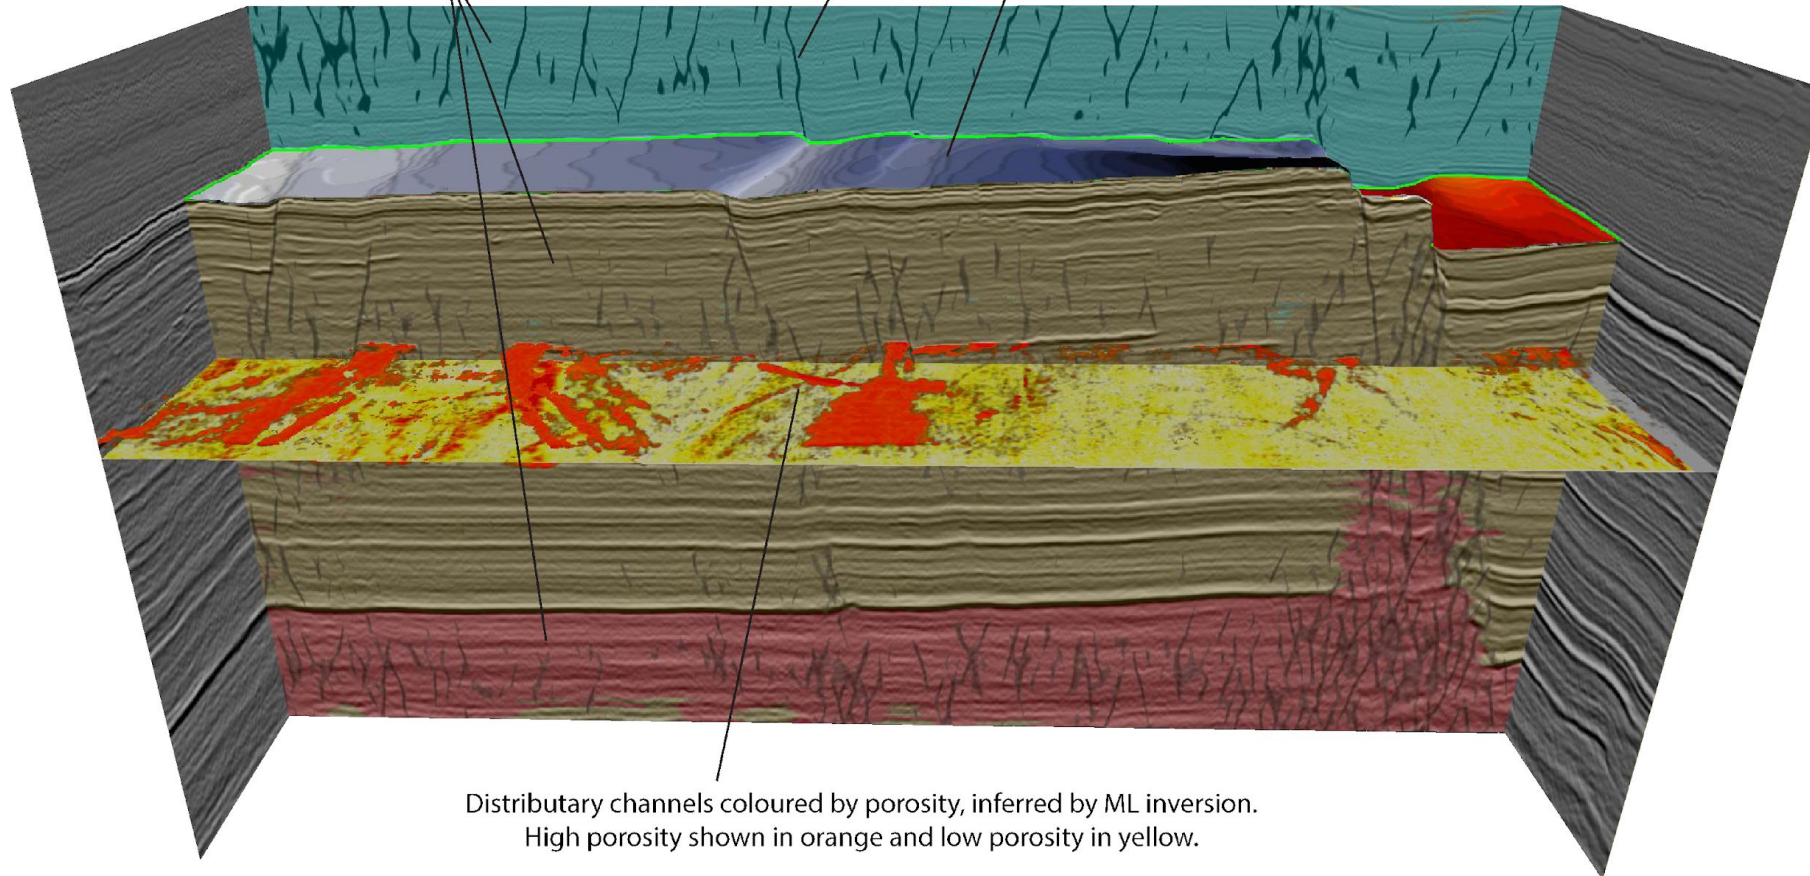 Distributary channels coloured by porosity, inferred by ML inversion.
High porosity shown in orange and low porosity in yellow.